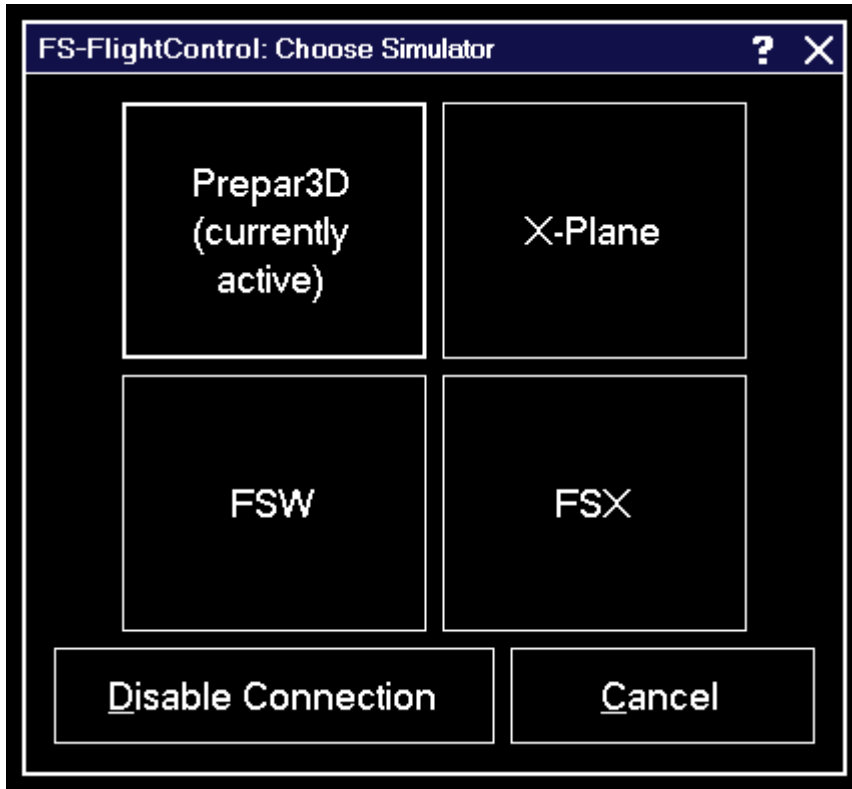 FS-FlightControl: Choose Simulator ? X
Prepar3D
(currently
active)
X-Plane
FSW
FSX
Disable Connection
Cancel